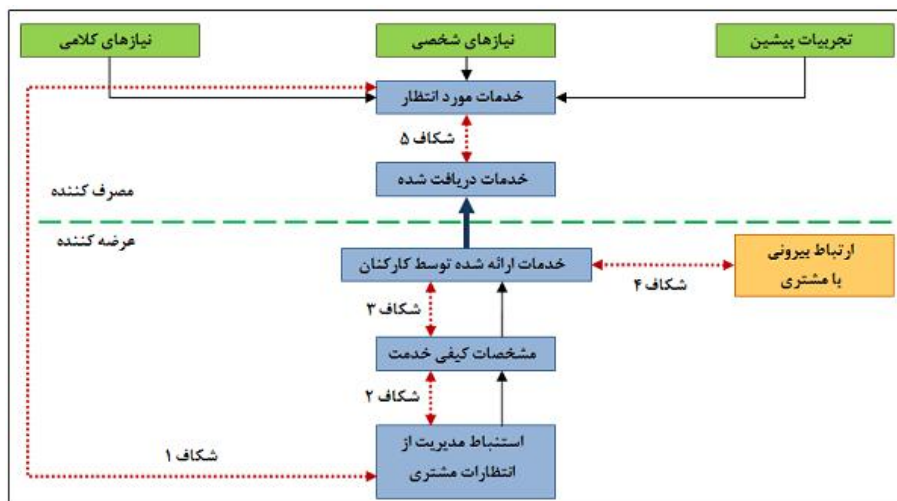 تجربیات پیشین
نیازهای شخصی
نیازهای کلامی
خدمات مورد انتظار
شکاف ۵
خدمات دریافت شده
مصرف کننده
عرضه کننده
ارتباط بیرونی
با مشتری
خدمات ارائه شده توسط کارکنان
شکاف ۴
شکاف ۳
مشخصات کیفی خدمت
شکاف ۲
استنباط مدیریت از
انتظارات مشتری
شکاف ۱